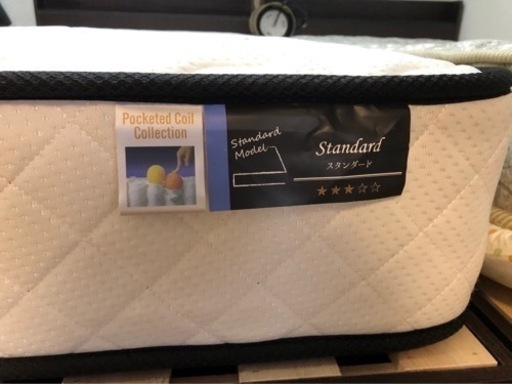 Pocketed Coil
Collection
Standard
Model
Standard
スタンダード
★★★☆☆